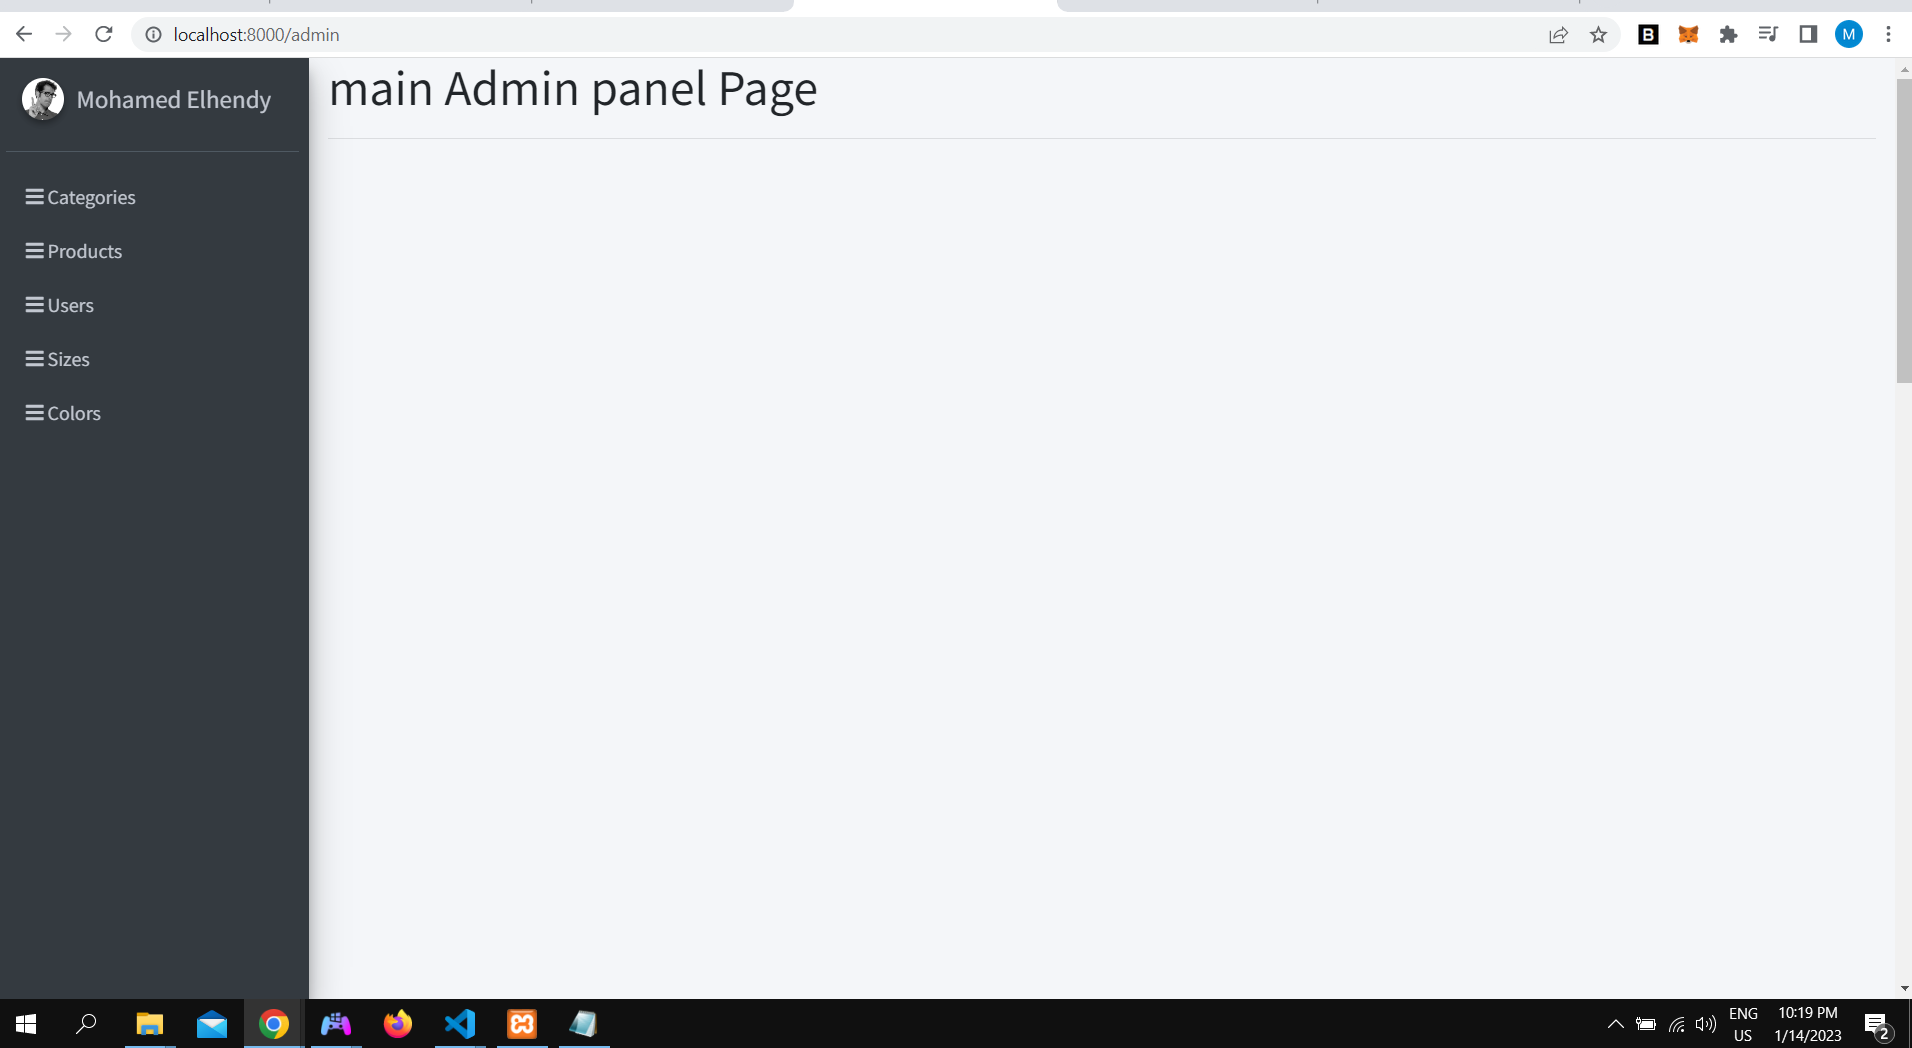 localhost:8000/admin
B
M
Mohamed Elhendy
main Admin panel Page
Categories
Products
Users
Sizes
Colors
ENG
US
10:19 PM
1/14/2023
2